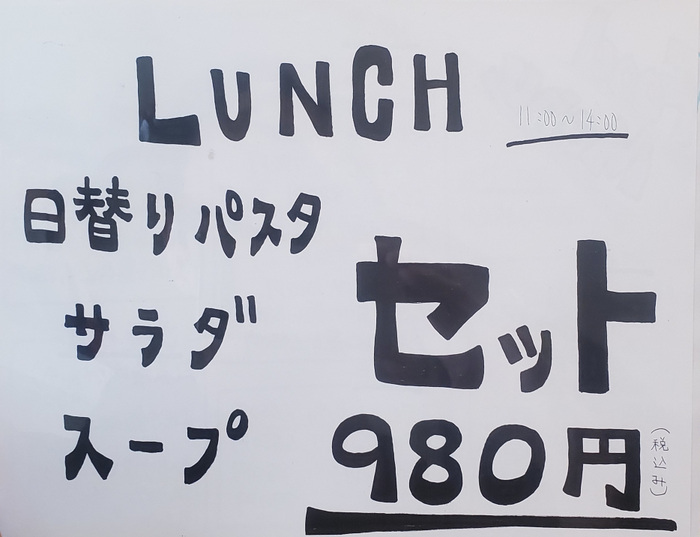 LUNCH
11:00~14:00
日替りパスタ
サラダ
スープ
セット
980円
(税込み)